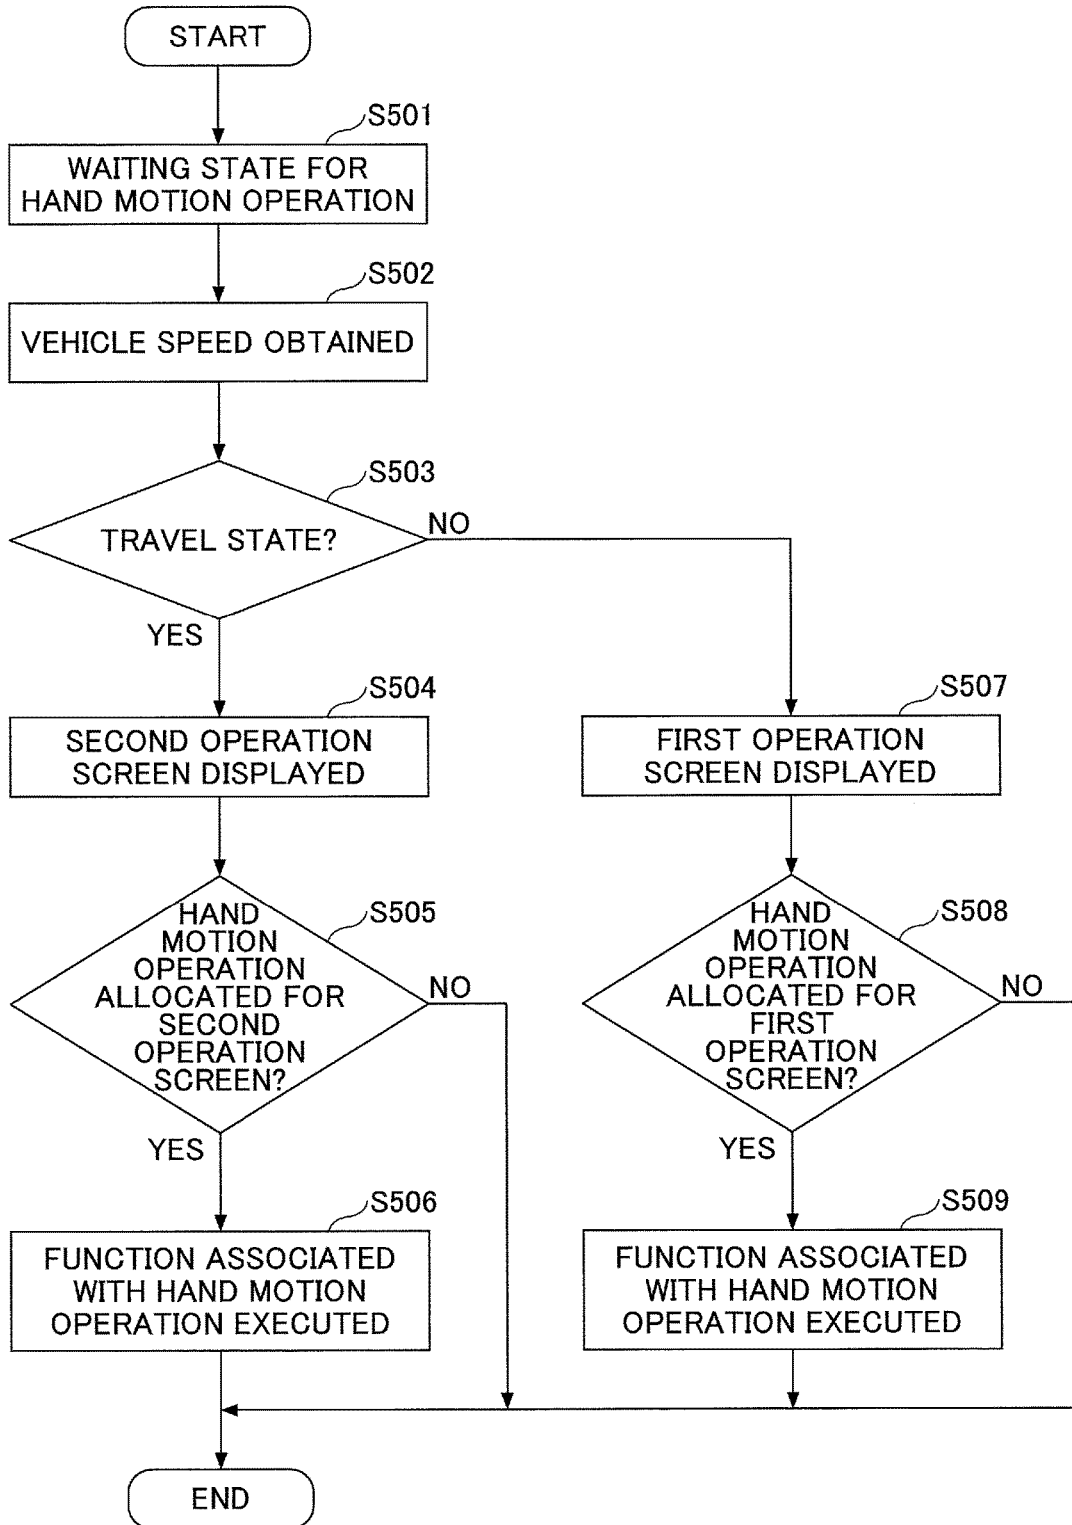 START
S501
WAITING STATE FOR
HAND MOTION OPERATION
S502
VEHICLE SPEED OBTAINED
S503
TRAVEL STATE?
NO
YES
S504
SECOND OPERATION
SCREEN DISPLAYED
S507
FIRST OPERATION
SCREEN DISPLAYED
S505
HAND
MOTION
OPERATION
ALLOCATED FOR
SECOND
OPERATION
SCREEN?
NO
YES
S508
HAND
MOTION
OPERATION
ALLOCATED FOR
FIRST
OPERATION
SCREEN?
NO
YES
S506
FUNCTION ASSOCIATED
WITH HAND MOTION
OPERATION EXECUTED
S509
FUNCTION ASSOCIATED
WITH HAND MOTION
OPERATION EXECUTED
END